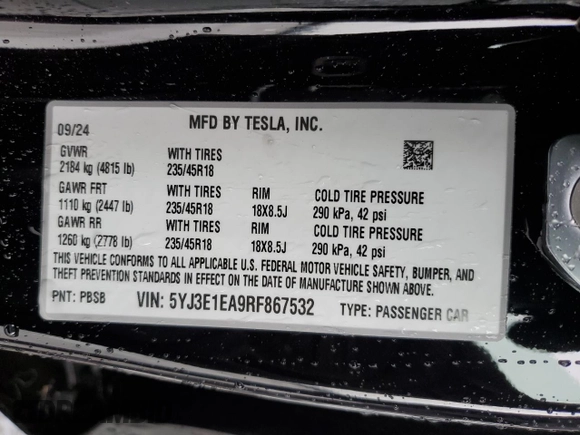 09/24 MFD BY TESLA, INC.
GVWR WITH TIRES
2184 kg (4815 lb) 235/45R18
GAWR FRT WITH TIRES RIM COLD TIRE PRESSURE
1110 kg (2447 lb) 235/45R18 18X8.5J 290 kPa, 42 psi
GAWR RR WITH TIRES RIM COLD TIRE PRESSURE
1260 kg (2778 lb) 235/45R18 18X8.5J 290 kPa, 42 psi
THIS VEHICLE CONFORMS TO ALL APPLICABLE U.S. FEDERAL MOTOR VEHICLE SAFETY, BUMPER, AND
THEFT PREVENTION STANDARDS IN EFFECT ON THE DATE OF MANUFACTURE SHOWN ABOVE.
PNT: PBSB VIN: 5YJ3E1EA9RF867532 TYPE: PASSENGER CAR